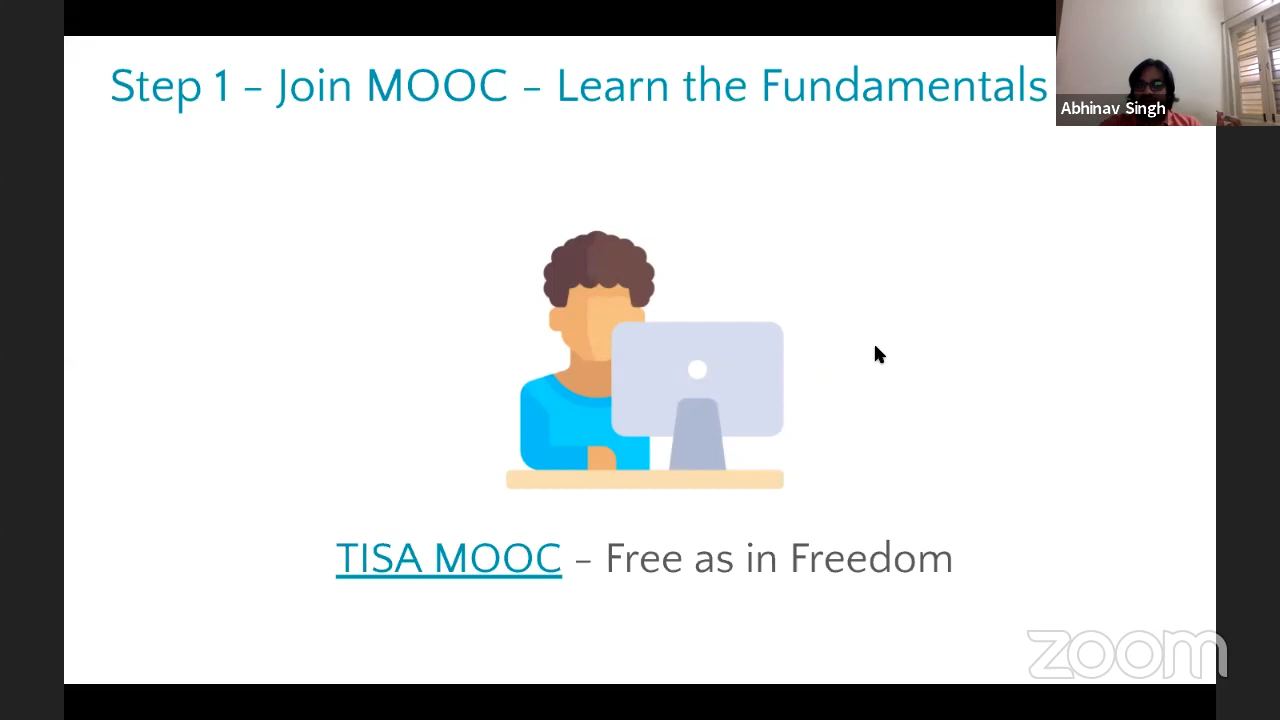 Step 1 – Join MOOC – Learn the Fundamentals
Abhinav Singh
TISA MOOC – Free as in Freedom
zoom